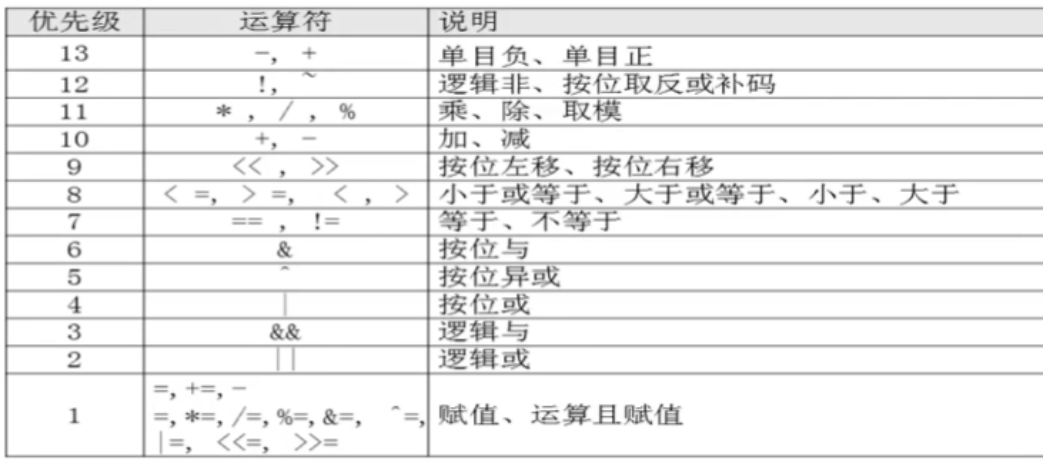 优先级 运算符 说明
13 -, + 单目负、单目正
12 !, ~ 逻辑非、按位取反或补码
11 * , / , % 乘、除、取模
10 +, - 加、减
9 << , >> 按位左移、按位右移
8 < =, > =, < , > 小于或等于、大于或等于、小于、大于
7 == , != 等于、不等于
6 & 按位与
5 ^ 按位异或
4 | 按位或
3 && 逻辑与
2 || 逻辑或
=, +=, -
1 =, *=, /=, %=, &=, ^=, 赋值、运算且赋值
|=, <<=, >>=